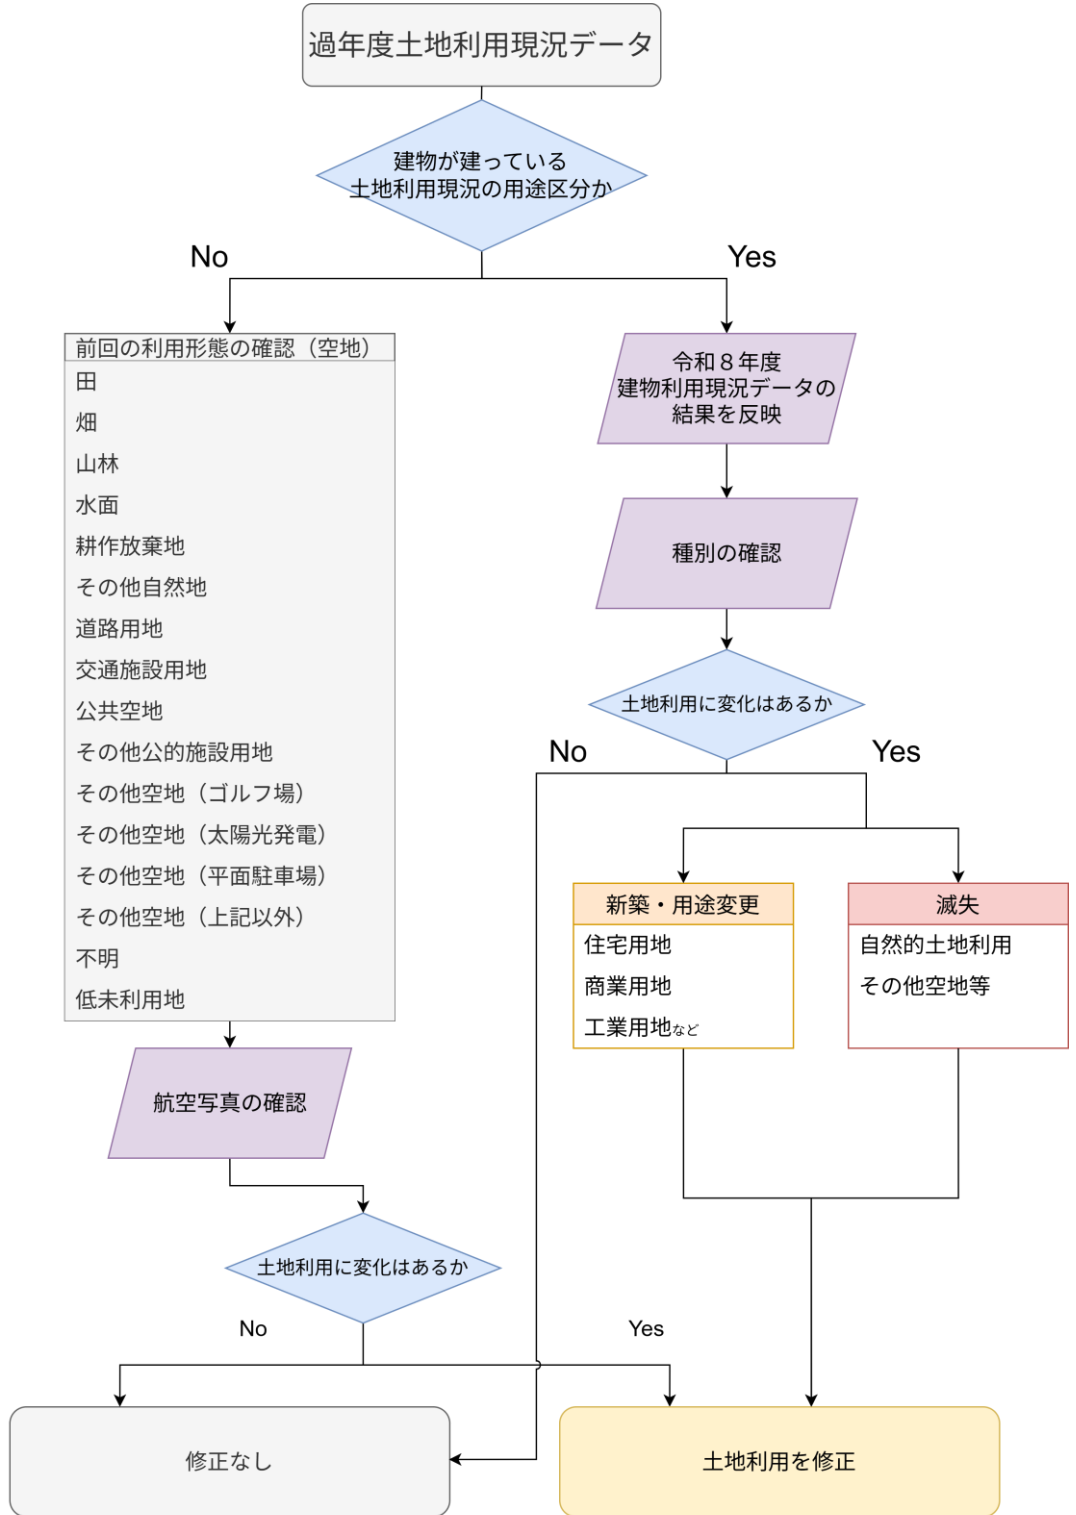 過年度土地利用現況データ
建物が建っている
土地利用現況の用途区分か
No
Yes
前回の利用形態の確認（空地）
田
畑
山林
水面
耕作放棄地
その他自然地
道路用地
交通施設用地
公共空地
その他公的施設用地
その他空地（ゴルフ場）
その他空地（太陽光発電）
その他空地（平面駐車場）
その他空地（上記以外）
不明
低未利用地
航空写真の確認
土地利用に変化はあるか
No
Yes
令和８年度
建物利用現況データの
結果を反映
種別の確認
土地利用に変化はあるか
No
Yes
新築・用途変更
住宅用地
商業用地
工業用地など
滅失
自然的土地利用
その他空地等
修正なし
土地利用を修正